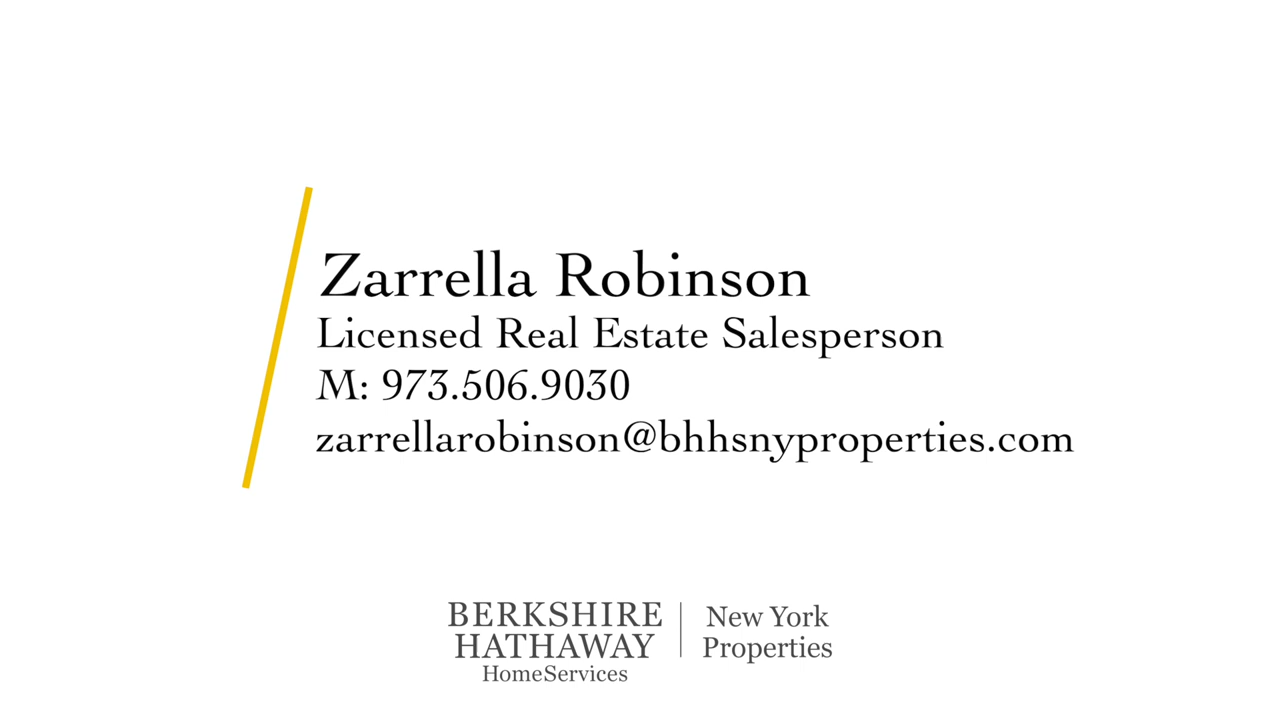 Zarrella Robinson
Licensed Real Estate Salesperson
M: 973.506.9030
zarrellarobinson@bhhsnyproperties.com
BERKSHIRE
HATHAWAY
HomeServices
New York
Properties